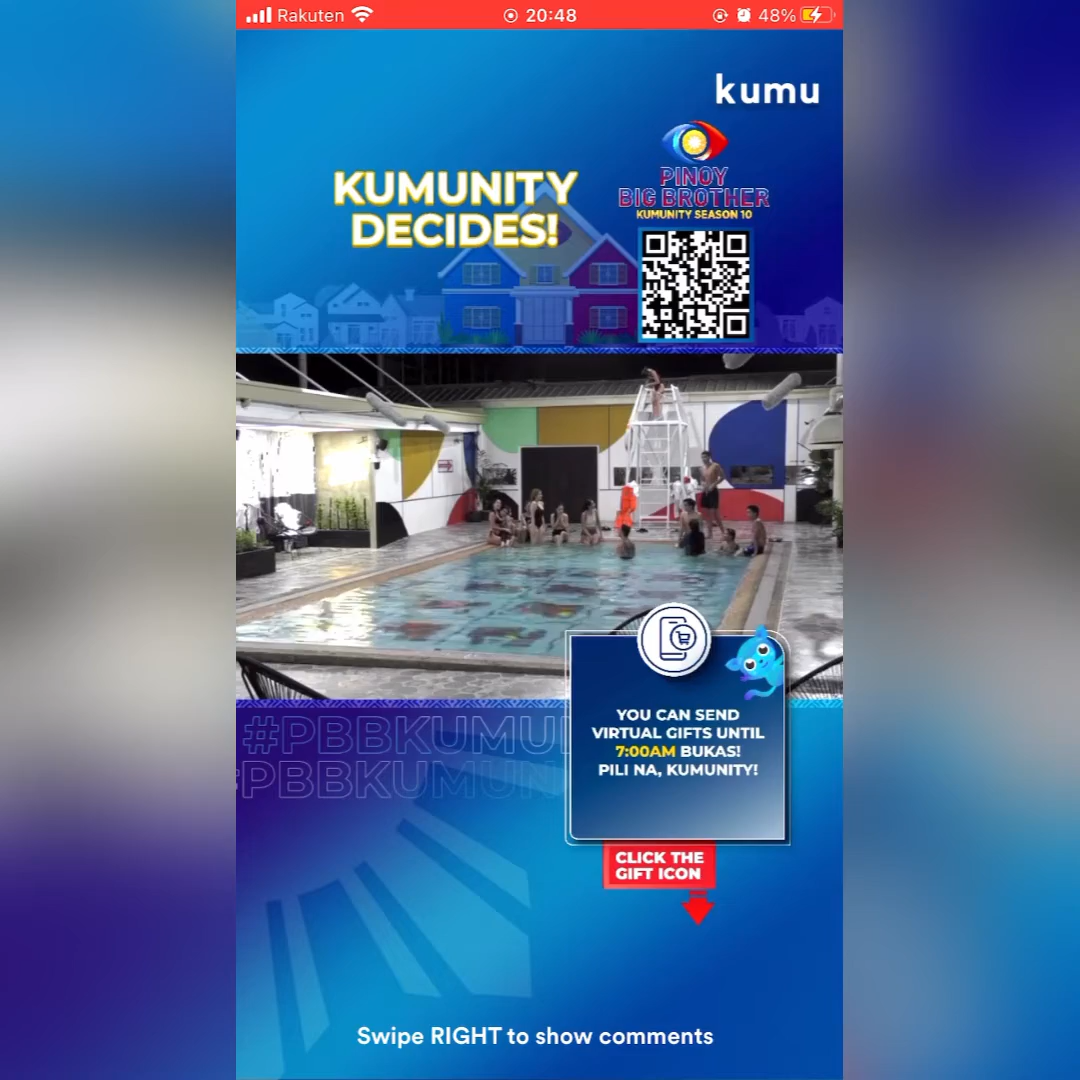 Rakuten 20:48 48%
kumu
KUMUNITY
DECIDES!
PINOY
BIG BROTHER
KUMUNITY SEASON 10
#PBBKUMU
#PBBKUMUN
YOU CAN SEND
VIRTUAL GIFTS UNTIL
7:00AM BUKAS!
PILI NA, KUMUNITY!
CLICK THE
GIFT ICON
Swipe RIGHT to show comments